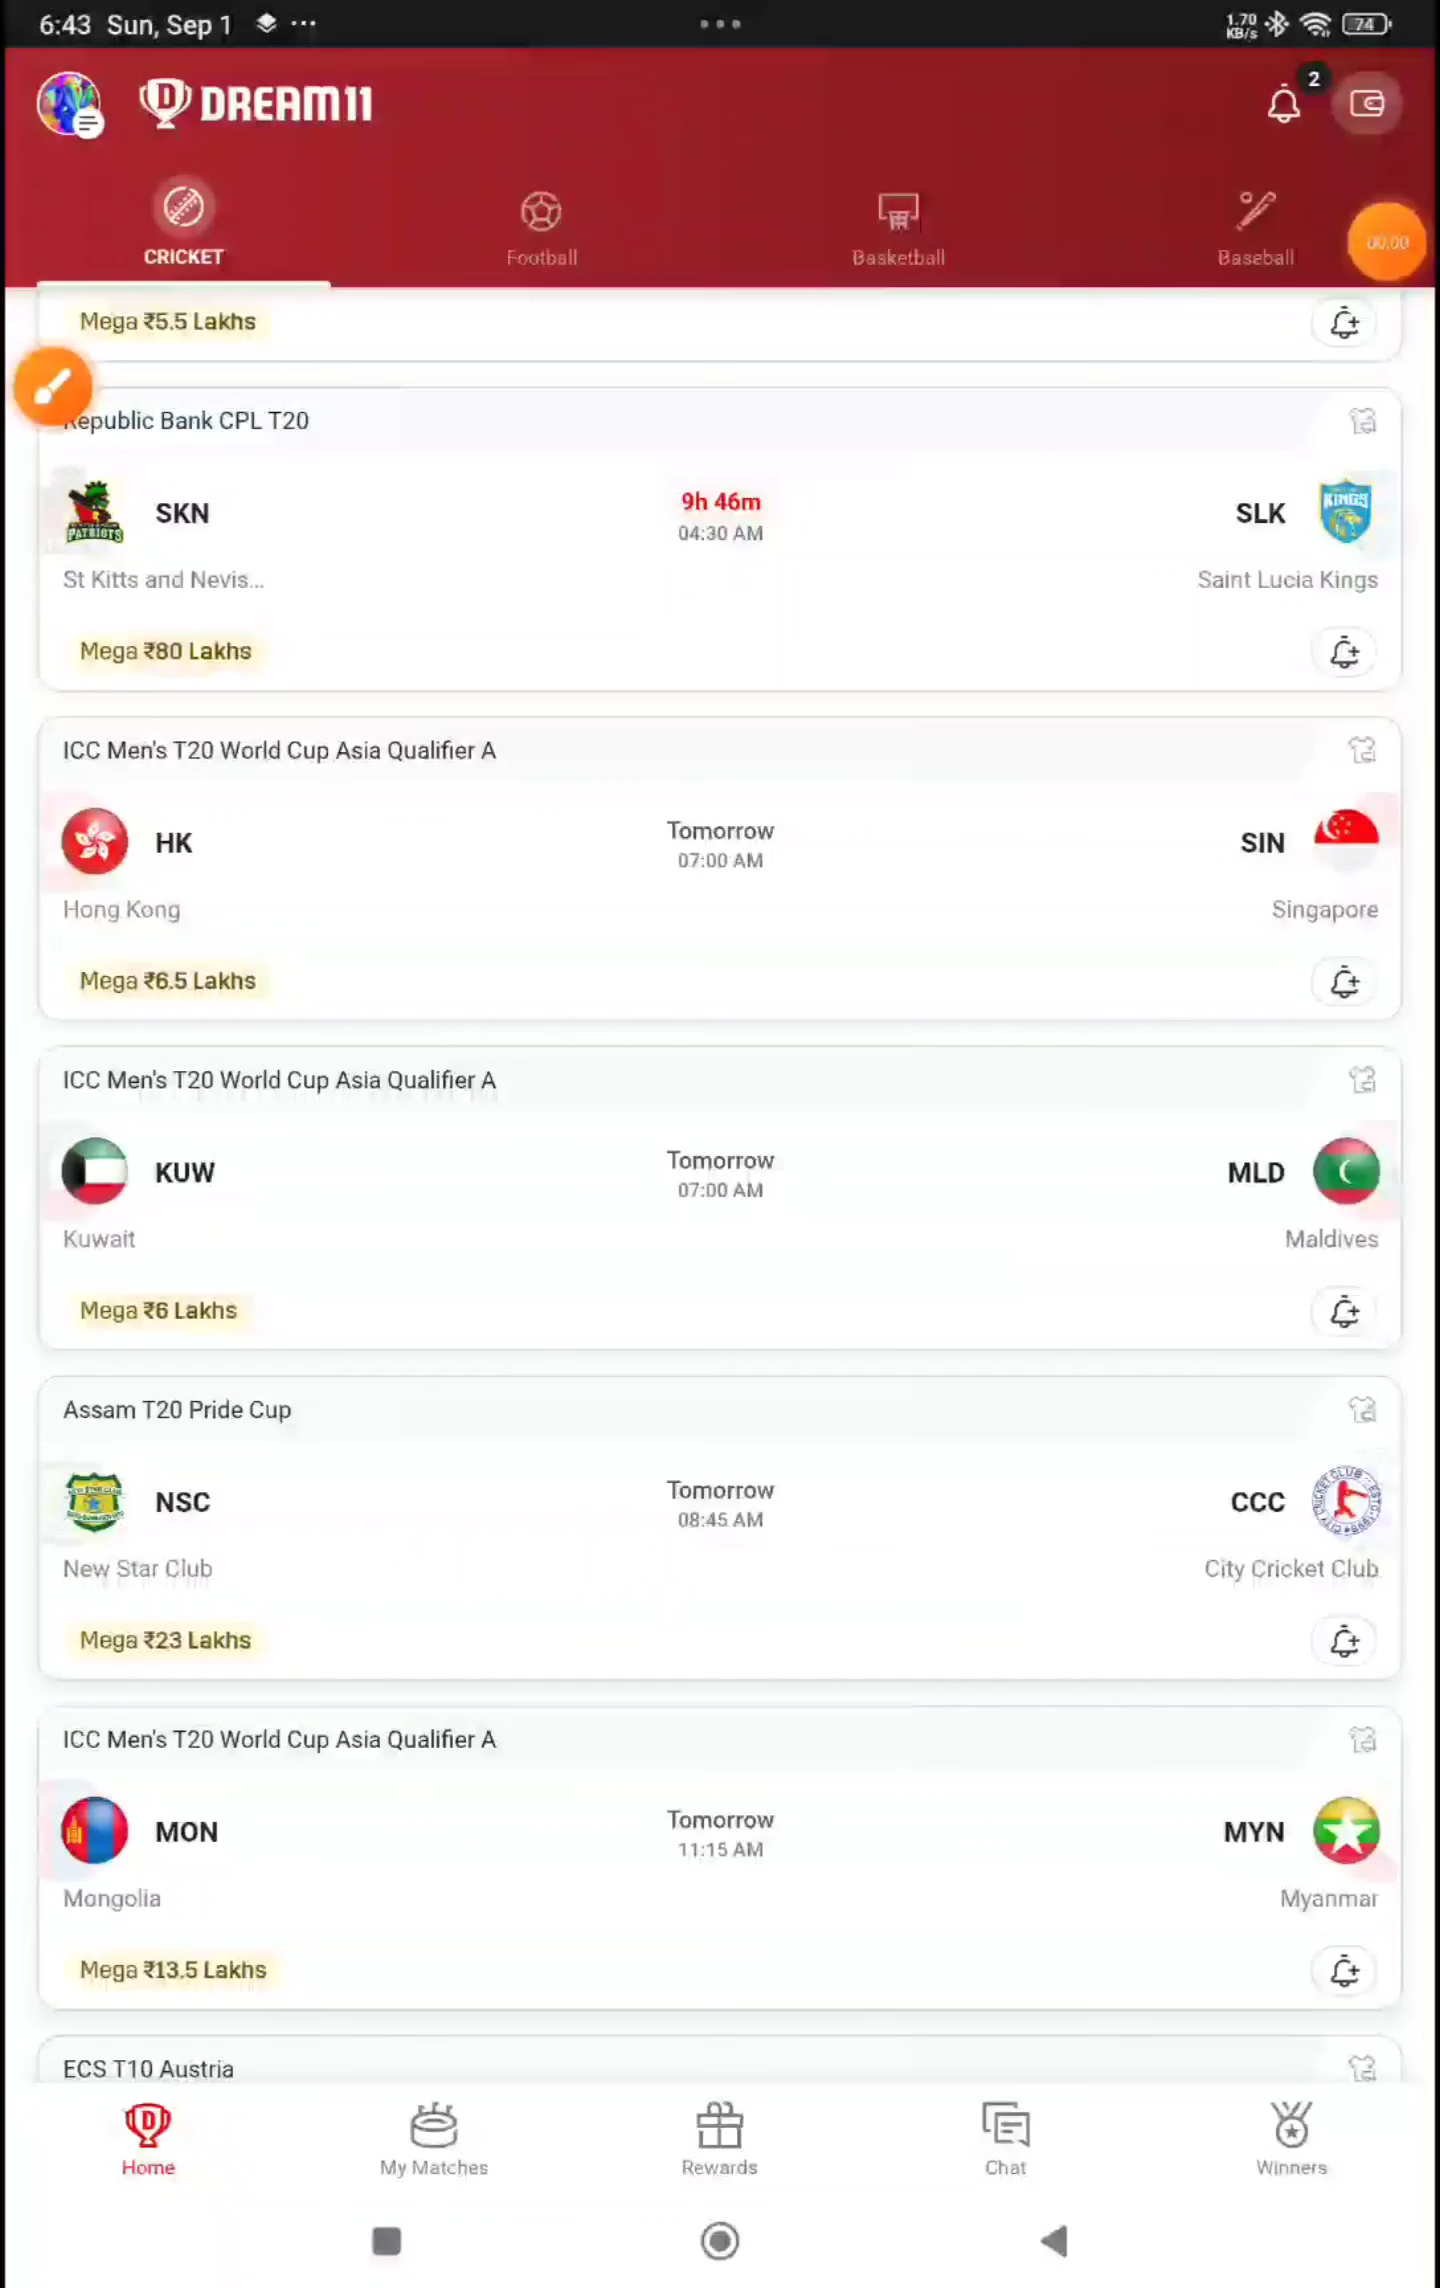 6:43 Sun, Sep 1
1.70 KB/s
74
DREAM11
2
CRICKET
Football
Basketball
Baseball
00:00
Mega ₹5.5 Lakhs
Republic Bank CPL T20
PATRIOTS
SKN
9h 46m
SLK
KINGS
04:30 AM
St Kitts and Nevis...
Saint Lucia Kings
Mega ₹80 Lakhs
ICC Men's T20 World Cup Asia Qualifier A
HK
Tomorrow
SIN
07:00 AM
Hong Kong
Singapore
Mega ₹6.5 Lakhs
ICC Men's T20 World Cup Asia Qualifier A
KUW
Tomorrow
MLD
07:00 AM
Kuwait
Maldives
Mega ₹6 Lakhs
Assam T20 Pride Cup
NSC
Tomorrow
CCC
08:45 AM
New Star Club
City Cricket Club
Mega ₹23 Lakhs
ICC Men's T20 World Cup Asia Qualifier A
MON
Tomorrow
MYN
11:15 AM
Mongolia
Myanmar
Mega ₹13.5 Lakhs
ECS T10 Austria
Home
My Matches
Rewards
Chat
Winners